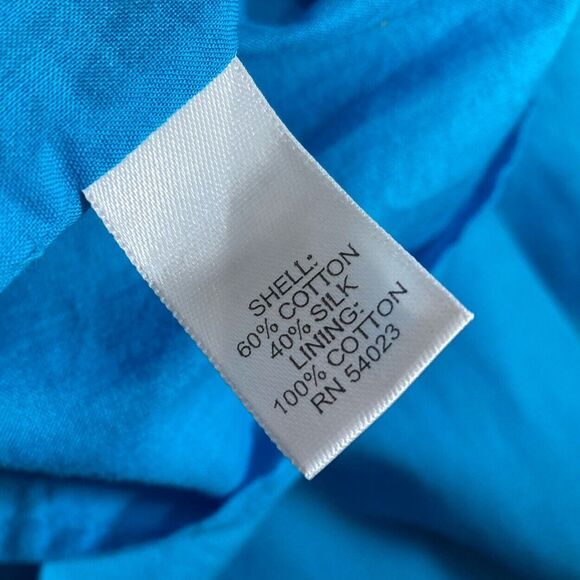 SHELL:
60% COTTON
40% SILK
LINING:
100% COTTON
RN 54023